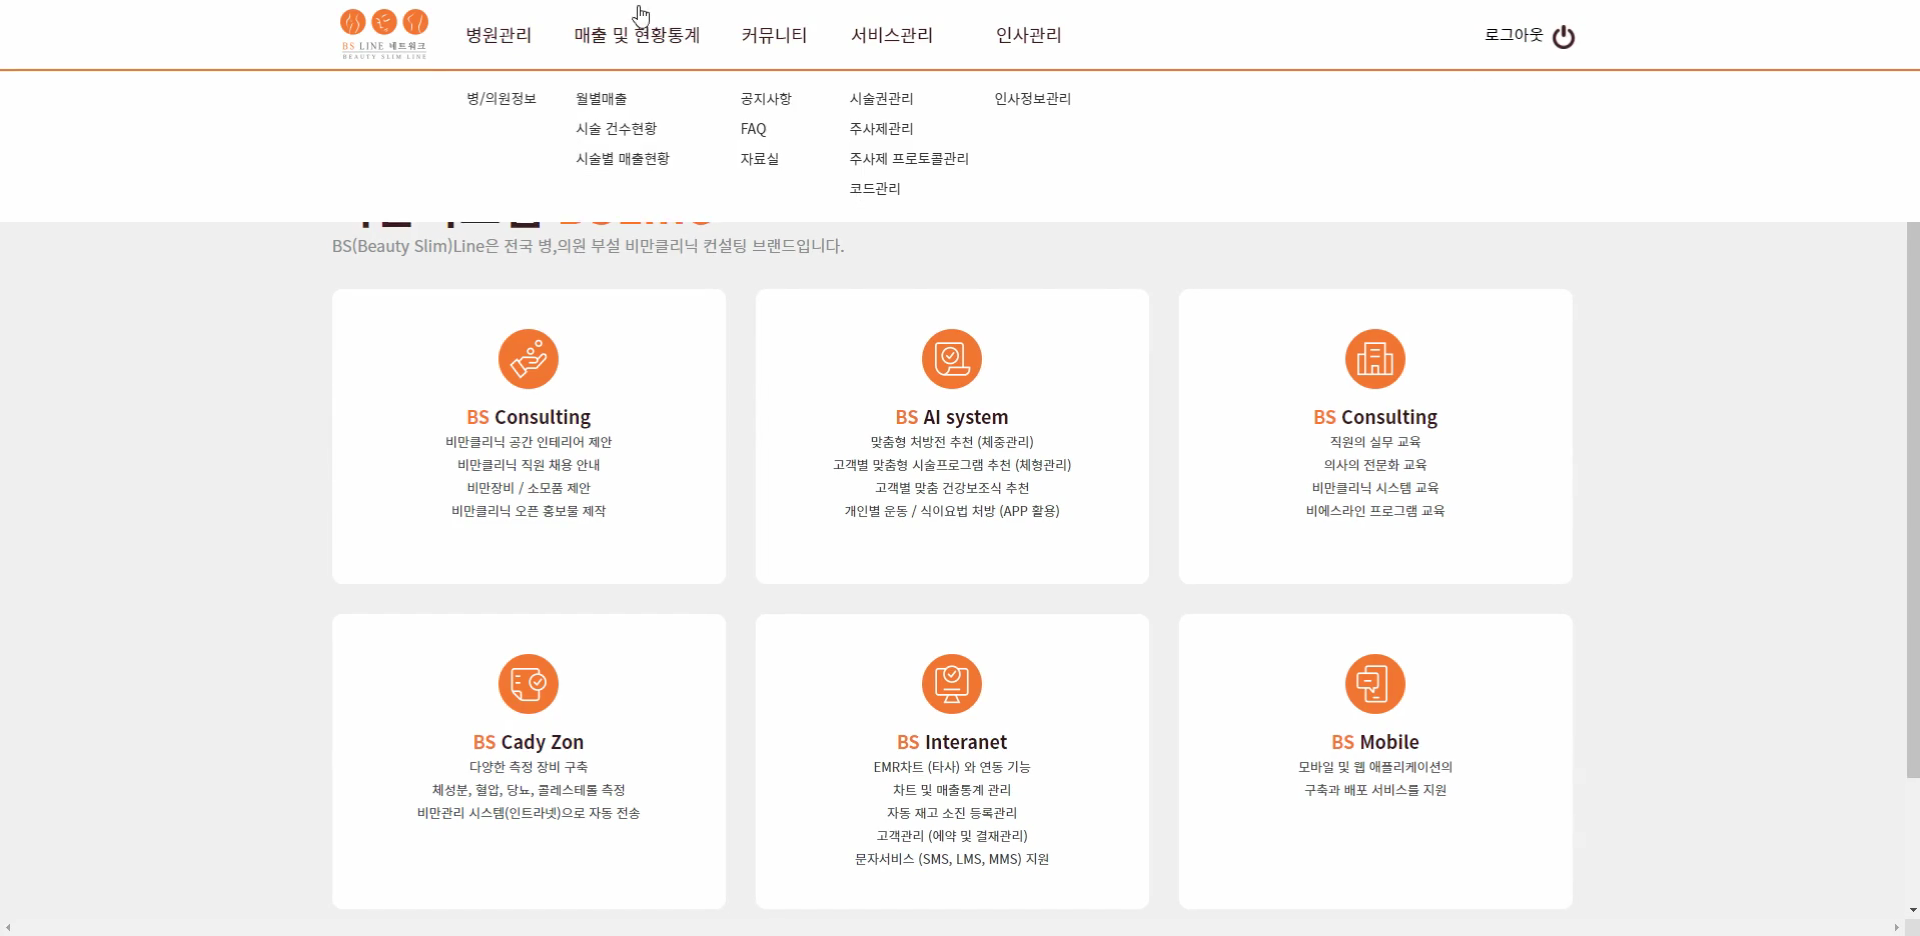 BS LINE 네트워크
BEAUTY SLIM LINE
병원관리
매출 및 현황통계
커뮤니티
서비스관리
인사관리
로그아웃
병/의원정보
월별매출
시술 건수현황
시술별 매출현황
공지사항
FAQ
자료실
시술권관리
주사제관리
주사제 프로토콜관리
코드관리
인사정보관리
BS(Beauty Slim)Line은 전국 병,의원 부설 비만클리닉 컨설팅 브랜드입니다.
BS Consulting
비만클리닉 공간 인테리어 제안
비만클리닉 직원 채용 안내
비만장비 / 소모품 제안
비만클리닉 오픈 홍보물 제작
BS AI system
맞춤형 처방전 추천 (체중관리)
고객별 맞춤형 시술프로그램 추천 (체형관리)
고객별 맞춤 건강보조식 추천
개인별 운동 / 식이요법 처방 (APP 활용)
BS Consulting
직원의 실무 교육
의사의 전문화 교육
비만클리닉 시스템 교육
비에스라인 프로그램 교육
BS Cady Zon
다양한 측정 장비 구축
체성분, 혈압, 당뇨, 콜레스테롤 측정
비만관리 시스템(인트라넷)으로 자동 전송
BS Interanet
EMR차트 (타사) 와 연동 기능
차트 및 매출통계 관리
자동 재고 소진 등록관리
고객관리 (예약 및 결재관리)
문자서비스 (SMS, LMS, MMS) 지원
BS Mobile
모바일 및 웹 애플리케이션의
구축과 배포 서비스를 지원